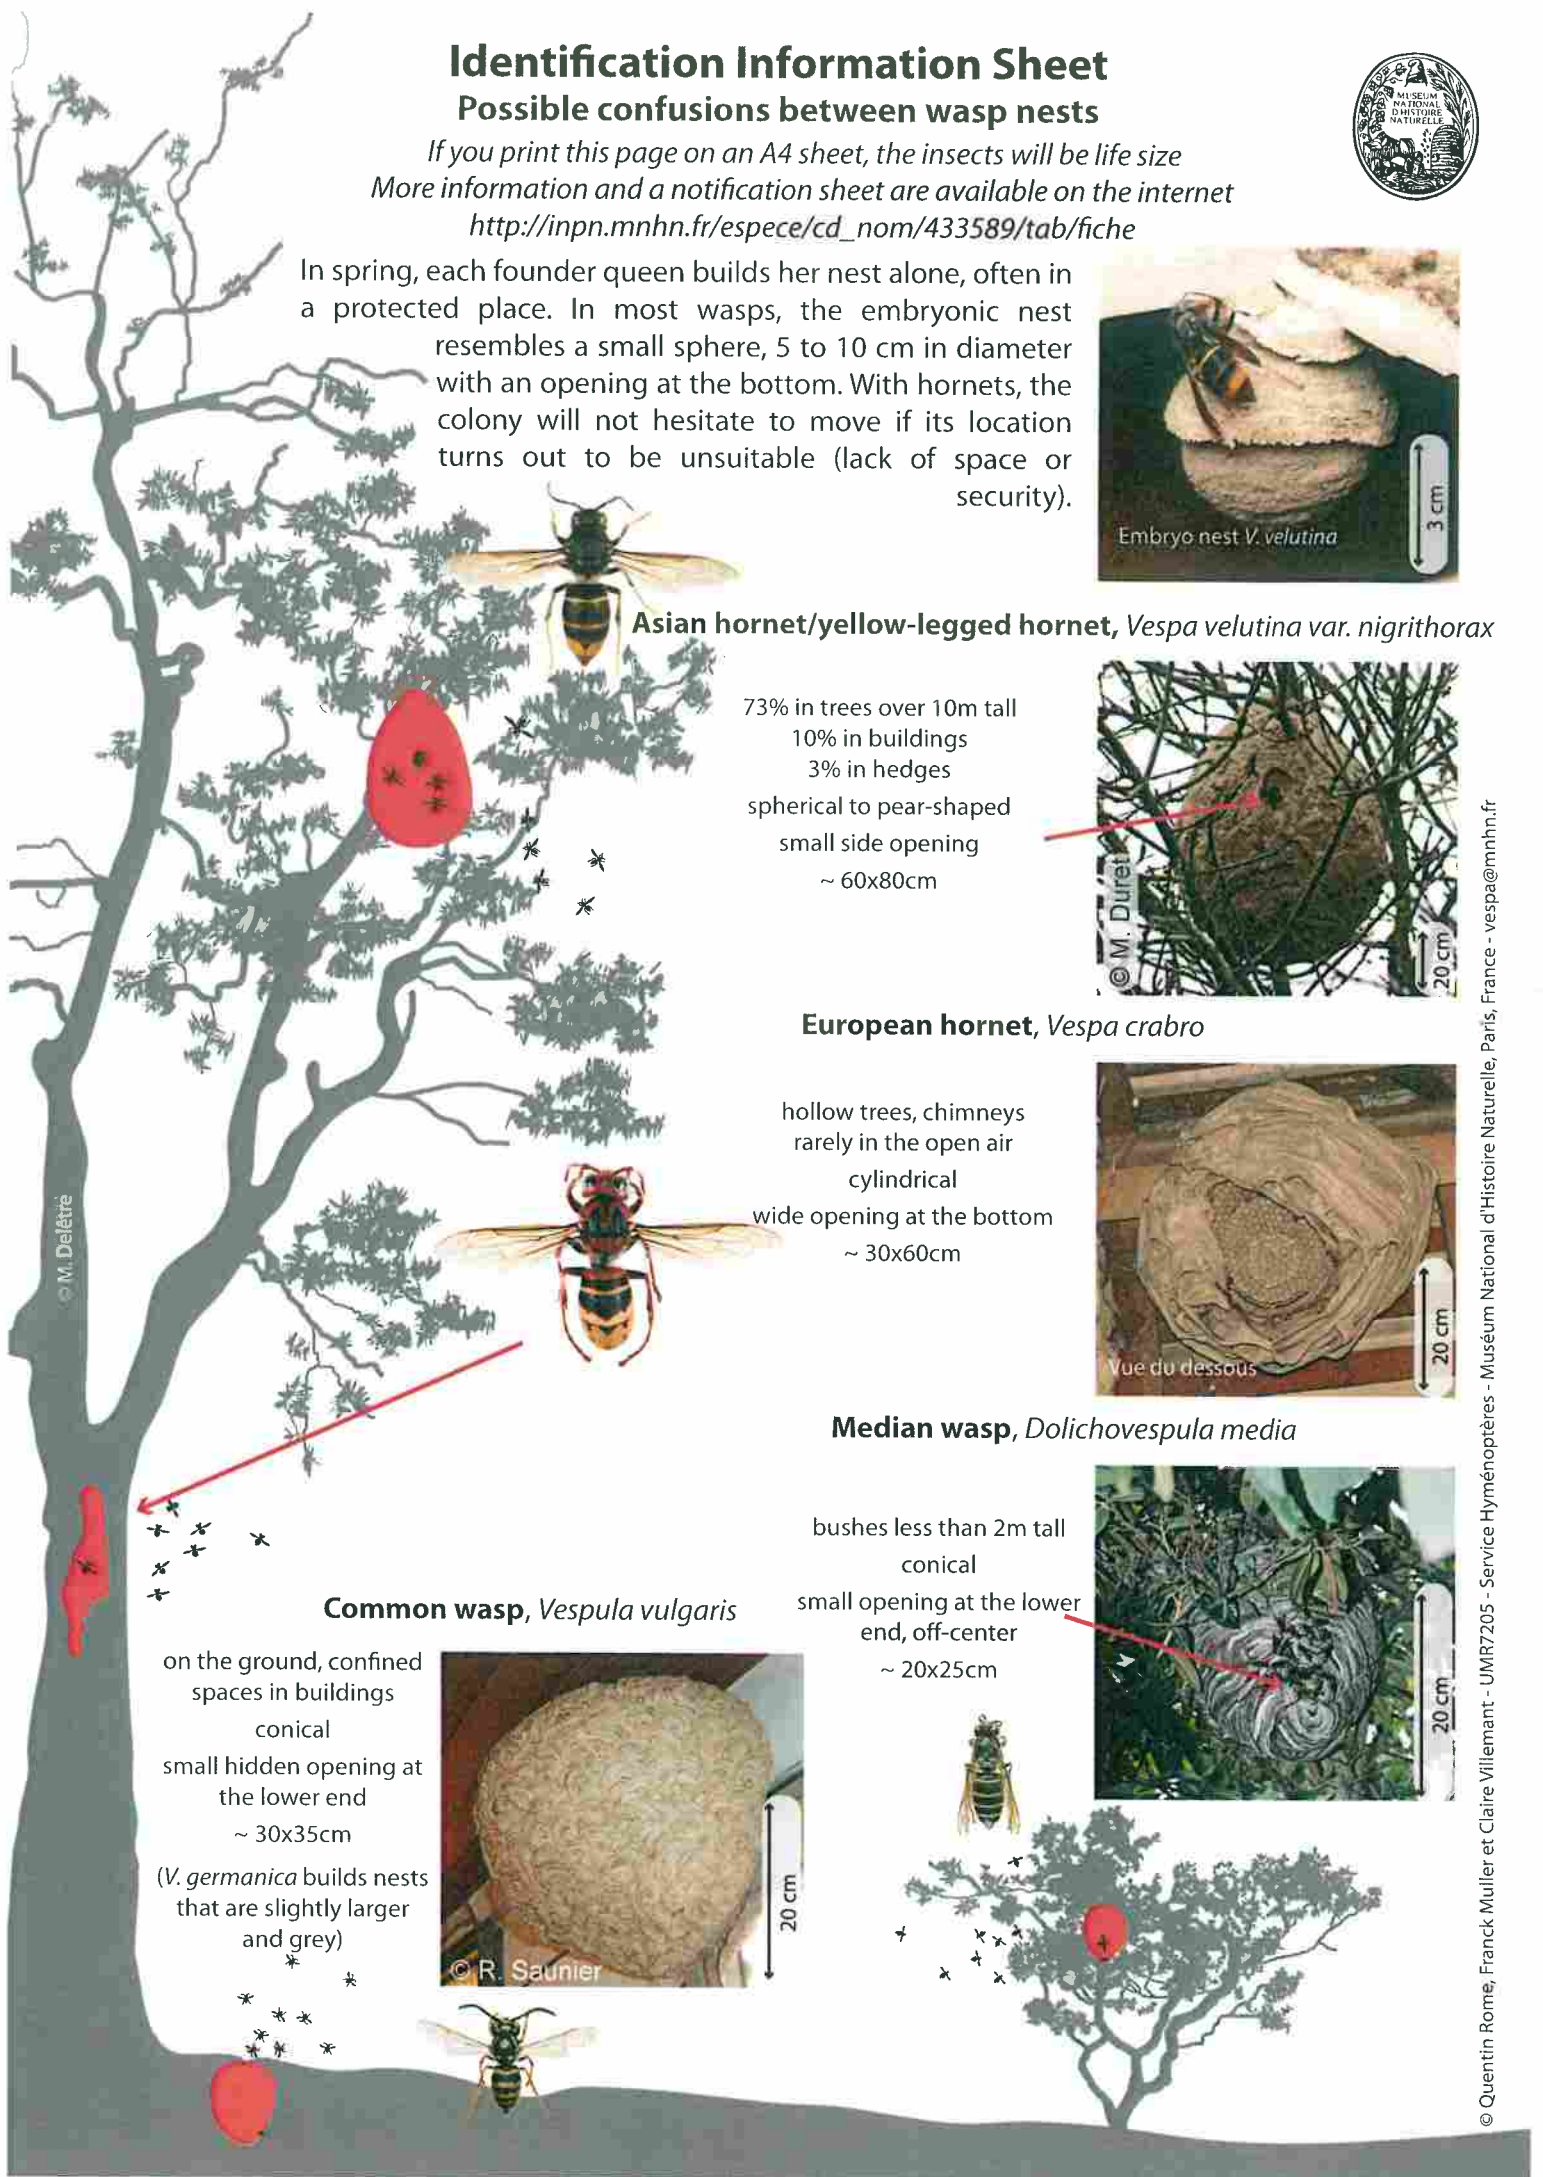 Identification Information Sheet
Possible confusions between wasp nests
If you print this page on an A4 sheet, the insects will be life size
More information and a notification sheet are available on the internet
http://inpn.mnhn.fr/espece/cd_nom/433589/tab/fiche
MUSEUM
NATIONAL
D'HISTOIRE
NATURELLE
In spring, each founder queen builds her nest alone, often in
a protected place. In most wasps, the embryonic nest
resembles a small sphere, 5 to 10 cm in diameter
with an opening at the bottom. With hornets, the
colony will not hesitate to move if its location
turns out to be unsuitable (lack of space or
security).
Embryo nest V. velutina
3 cm
Asian hornet/yellow-legged hornet, Vespa velutina var. nigrithorax
73% in trees over 10m tall
10% in buildings
3% in hedges
spherical to pear-shaped
small side opening
~ 60x80cm
© M. Duret
20 cm
European hornet, Vespa crabro
hollow trees, chimneys
rarely in the open air
cylindrical
wide opening at the bottom
~ 30x60cm
Vue du dessous
20 cm
© M. Delêtre
Median wasp, Dolichovespula media
bushes less than 2m tall
conical
small opening at the lower
end, off-center
~ 20x25cm
20 cm
Common wasp, Vespula vulgaris
on the ground, confined
spaces in buildings
conical
small hidden opening at
the lower end
~ 30x35cm
(V. germanica builds nests
that are slightly larger
and grey)
© R. Saunier
20 cm
© Quentin Rome, Franck Muller et Claire Villemant - UMR7205 - Service Hyménoptères - Muséum National d'Histoire Naturelle, Paris, France - vespa@mnhn.fr